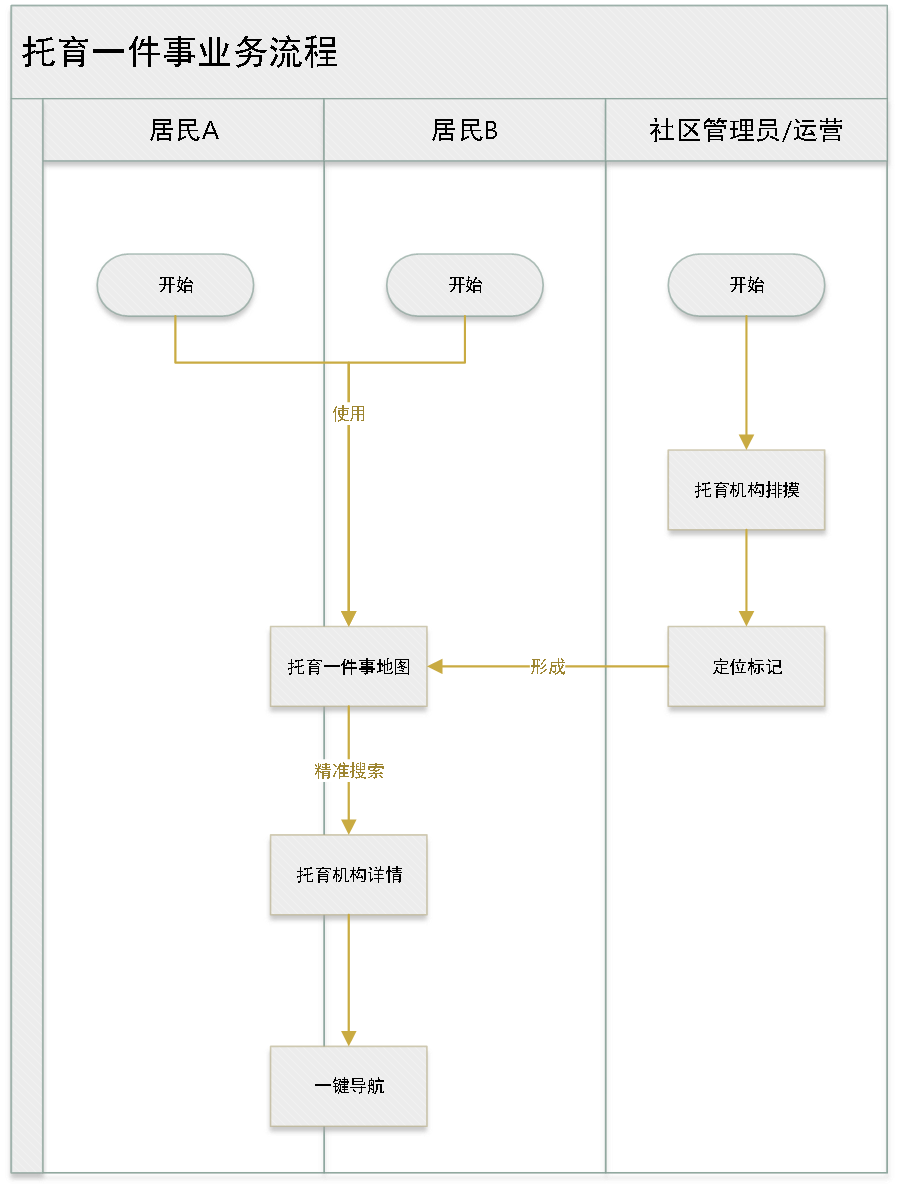 托育一件事业务流程
居民A
居民B
社区管理员/运营
开始
开始
开始
使用
托育机构排摸
托育一件事地图
形成
定位标记
精准搜索
托育机构详情
一键导航